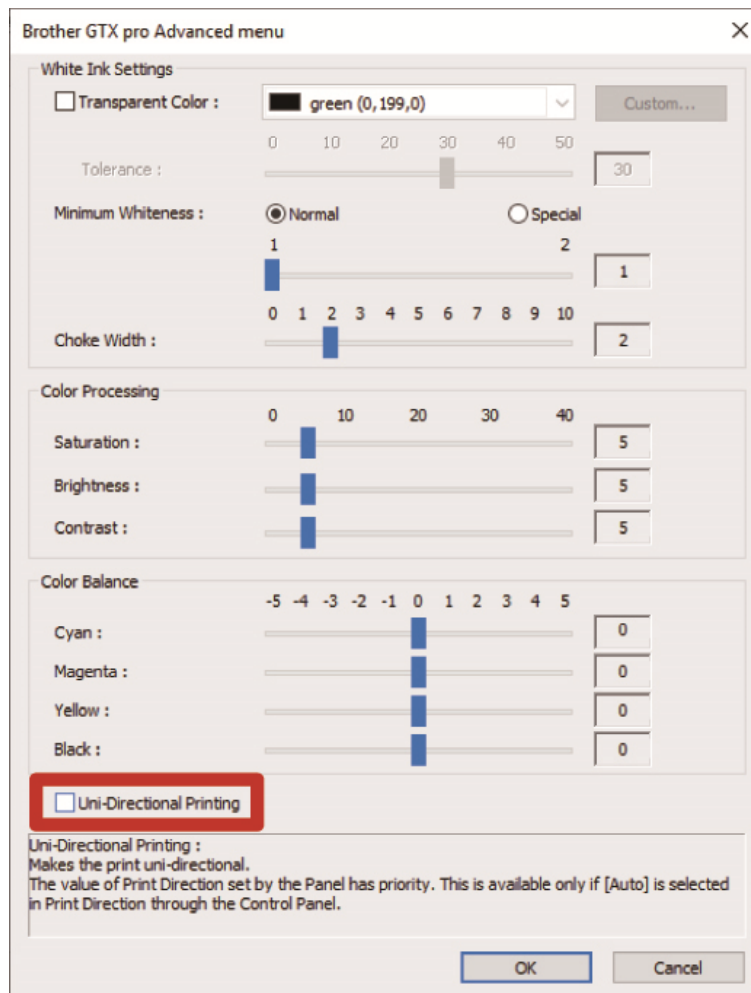 Brother GTX pro Advanced menu
White Ink Settings
Transparent Color : green (0,199,0) Custom...
0 10 20 30 40 50
Tolerance : 30
Minimum Whiteness : Normal Special
1 2
1
0 1 2 3 4 5 6 7 8 9 10
Choke Width : 2
Color Processing
0 10 20 30 40
Saturation : 5
Brightness : 5
Contrast : 5
Color Balance
-5 -4 -3 -2 -1 0 1 2 3 4 5
Cyan : 0
Magenta : 0
Yellow : 0
Black : 0
Uni-Directional Printing
Uni-Directional Printing :
Makes the print uni-directional.
The value of Print Direction set by the Panel has priority. This is available only if [Auto] is selected
in Print Direction through the Control Panel.
OK Cancel